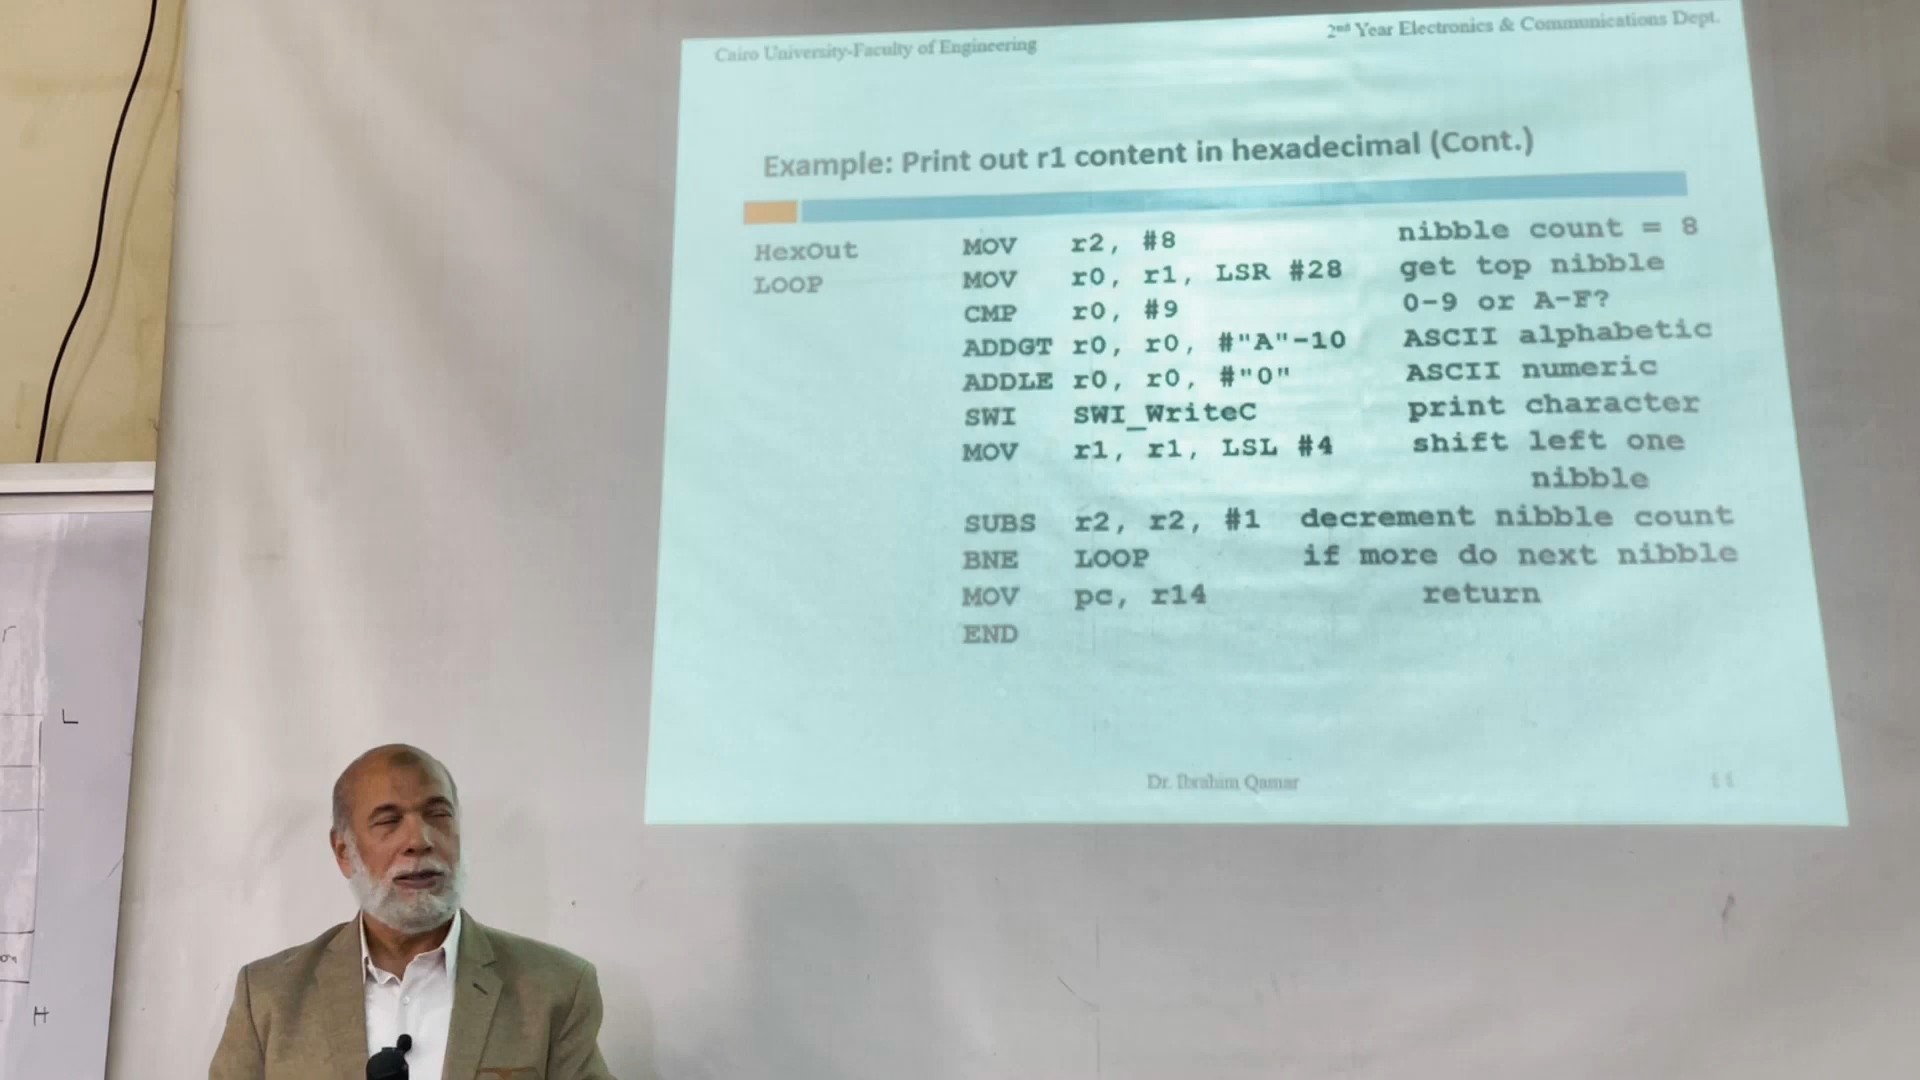 Cairo University-Faculty of Engineering
2nd Year Electronics & Communications Dept.
Example: Print out r1 content in hexadecimal (Cont.)
HexOut MOV r2, #8 nibble count = 8
LOOP MOV r0, r1, LSR #28 get top nibble
CMP r0, #9 0-9 or A-F?
ADDGT r0, r0, #"A"-10 ASCII alphabetic
ADDLE r0, r0, #"0" ASCII numeric
SWI SWI_WriteC print character
MOV r1, r1, LSL #4 shift left one
nibble
SUBS r2, r2, #1 decrement nibble count
BNE LOOP if more do next nibble
MOV pc, r14 return
END
Dr. Ibrahim Qamar
L
H